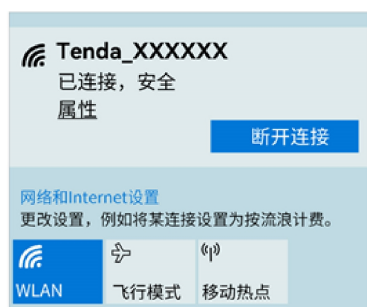 Tenda_XXXXXX
已连接，安全
属性
断开连接
网络和Internet设置
更改设置，例如将某连接设置为按流浪计费。
WLAN
飞行模式
移动热点